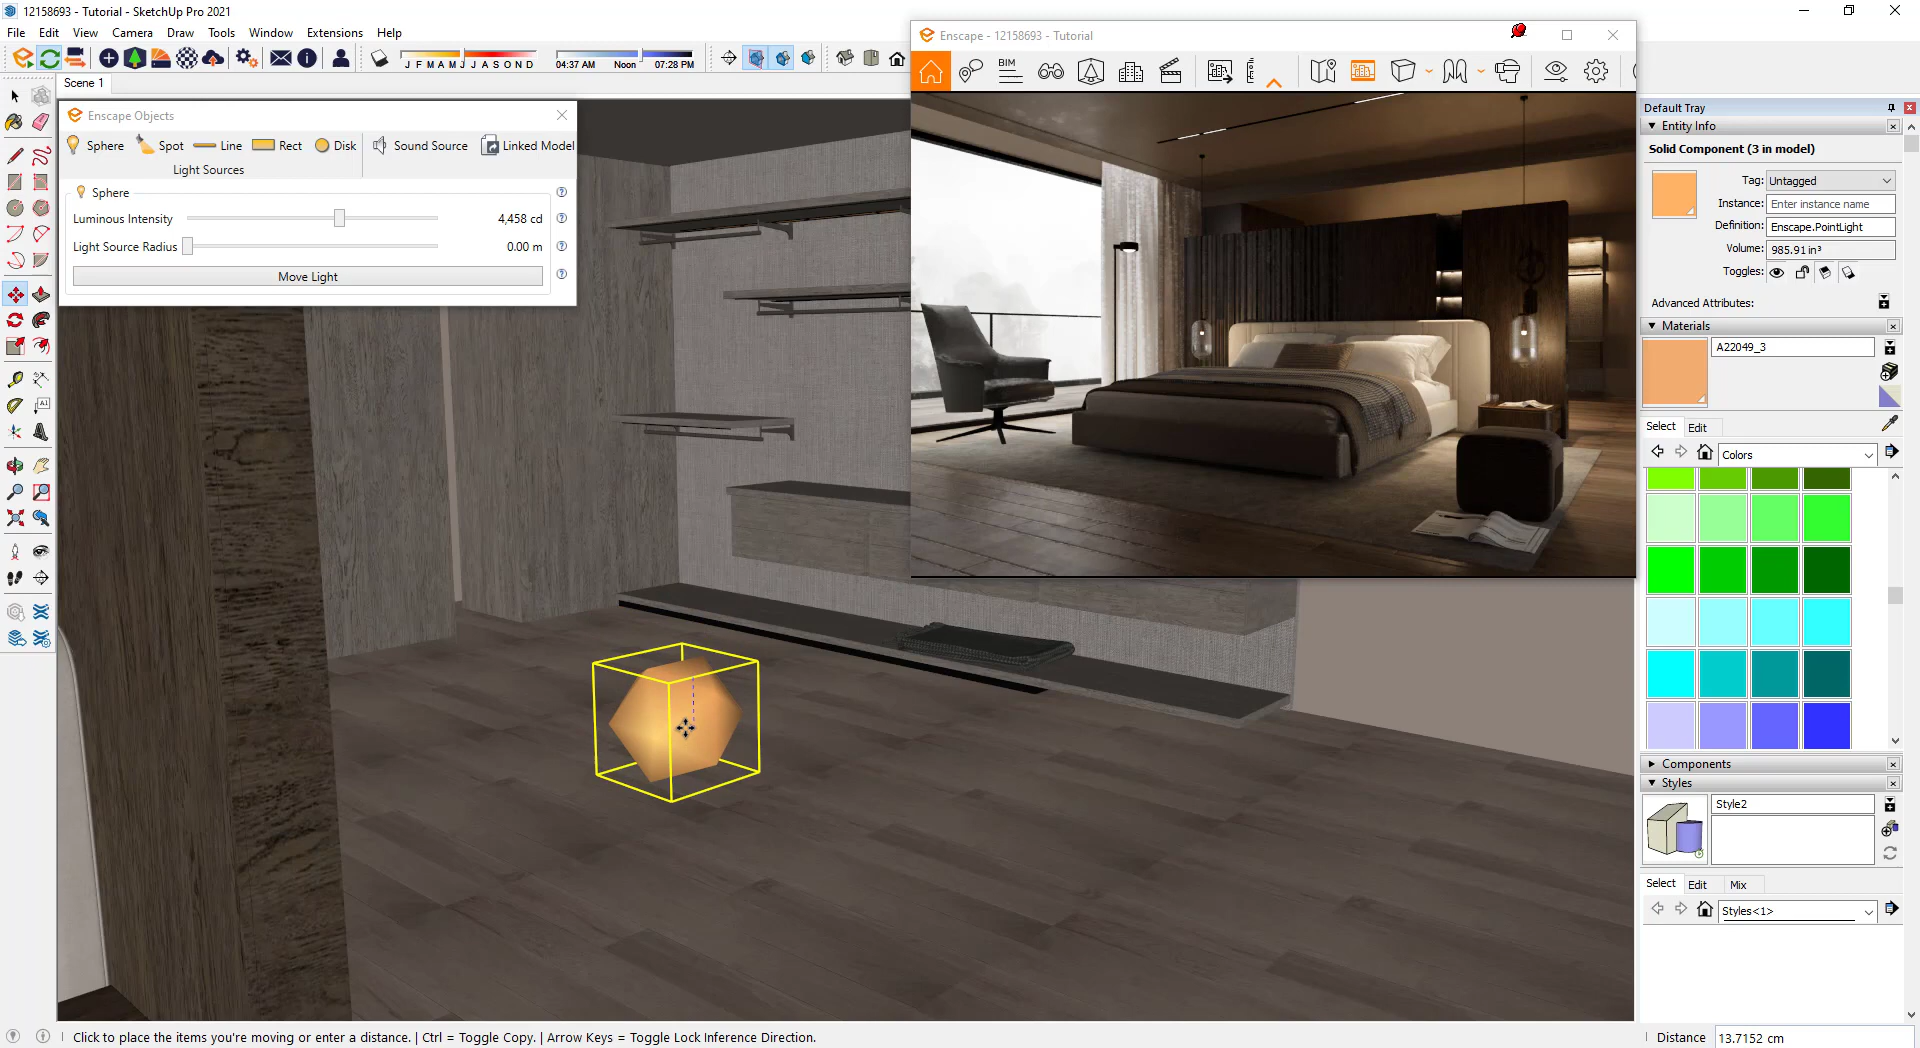 12158693 - Tutorial - SketchUp Pro 2021
File Edit View Camera Draw Tools Window Extensions Help
J F M A M J J A S O N D
04:37 AM Noon 07:28 PM
Scene 1
Enscape Objects
Sphere Spot Line Rect Disk Sound Source Linked Model
Light Sources
Sphere
Luminous Intensity 4,458 cd
Light Source Radius 0.00 m
Move Light
Enscape - 12158693 - Tutorial
BIM
Default Tray
Entity Info
Solid Component (3 in model)
Tag: Untagged
Instance: Enter instance name
Definition: Enscape.PointLight
Volume: 985.91 in³
Toggles:
Advanced Attributes:
Materials
A22049_3
Select Edit
Colors
Components
Styles
Style2
Select Edit Mix
Styles<1>
Click to place the items you're moving or enter a distance. | Ctrl = Toggle Copy. | Arrow Keys = Toggle Lock Inference Direction.
Distance 13.7152 cm